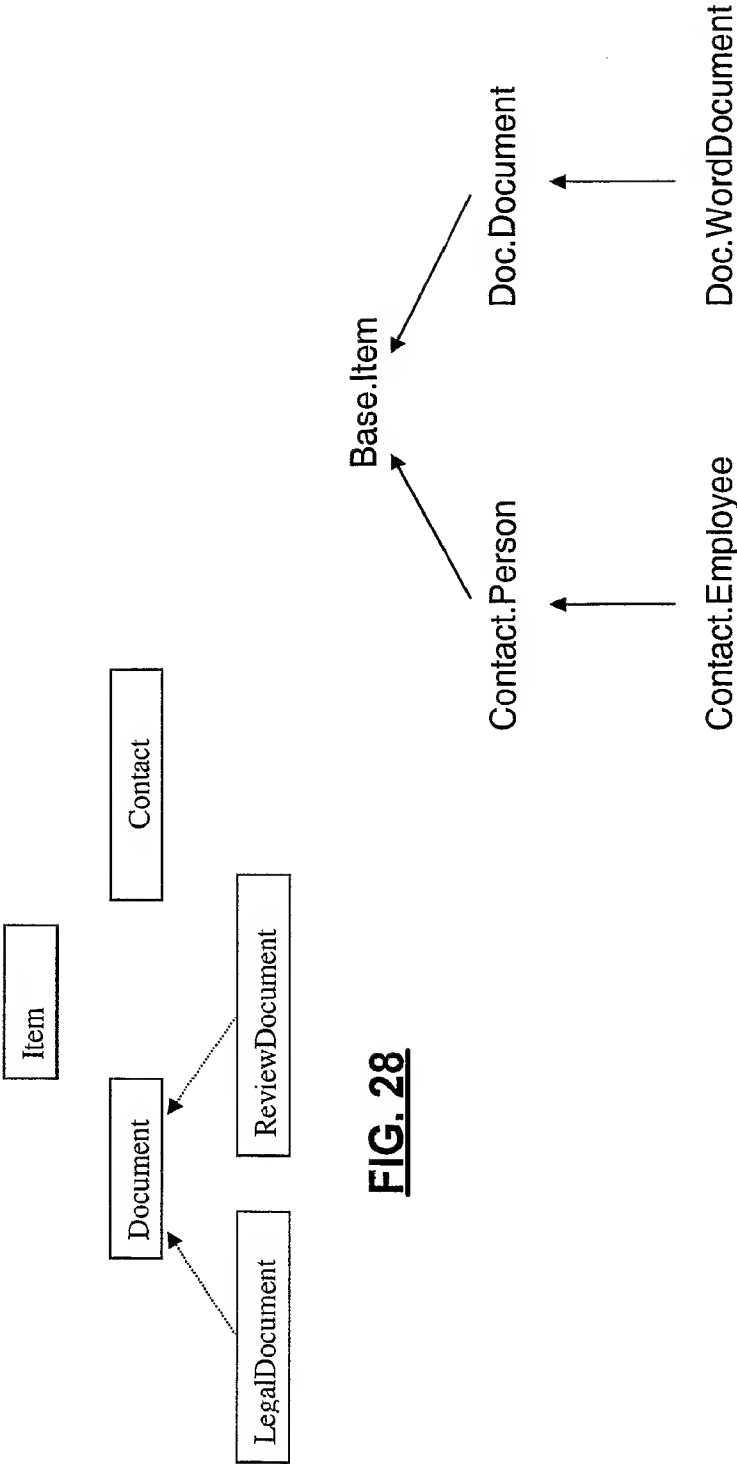 Item
Document
Contact
LegalDocument
ReviewDocument
FIG. 28
Base.Item
Contact.Person
Doc.Document
Contact.Employee
Doc.WordDocument